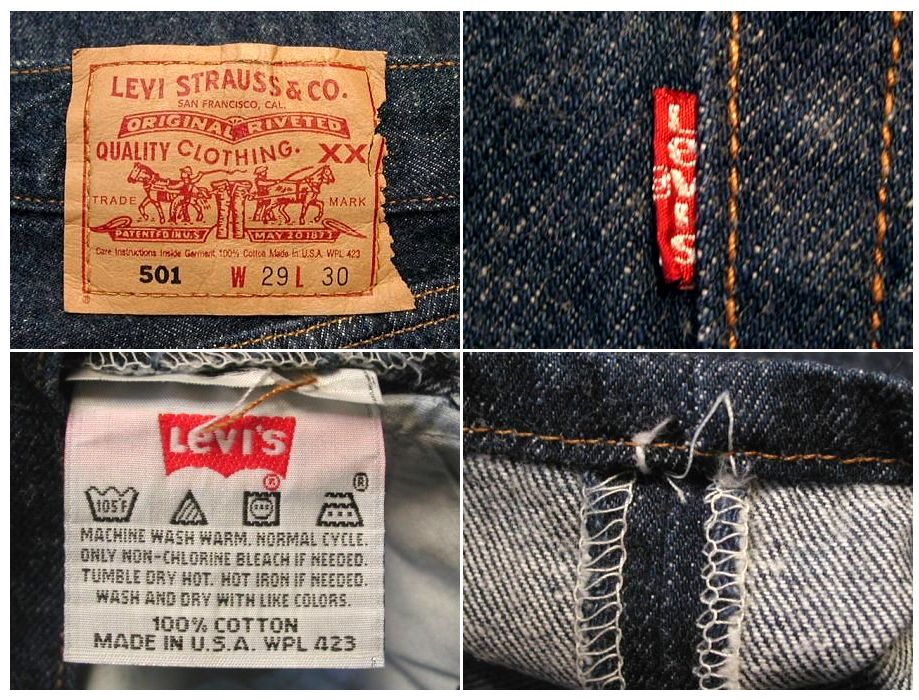 LEVI STRAUSS & CO.
SAN FRANCISCO, CAL.
ORIGINAL RIVETED
QUALITY CLOTHING. XX
TRADE MARK
PATENTED IN U.S. MAY 20 1873
Care Instructions Inside Garment 100% Cotton Made in U.S.A. WPL 423
501 W 29 L 30
®
LEVI'S
®
LEVI'S
®
®
105F
MACHINE WASH WARM. NORMAL CYCLE.
ONLY NON-CHLORINE BLEACH IF NEEDED.
TUMBLE DRY HOT. HOT IRON IF NEEDED.
WASH AND DRY WITH LIKE COLORS.
100% COTTON
MADE IN U.S.A. WPL 423